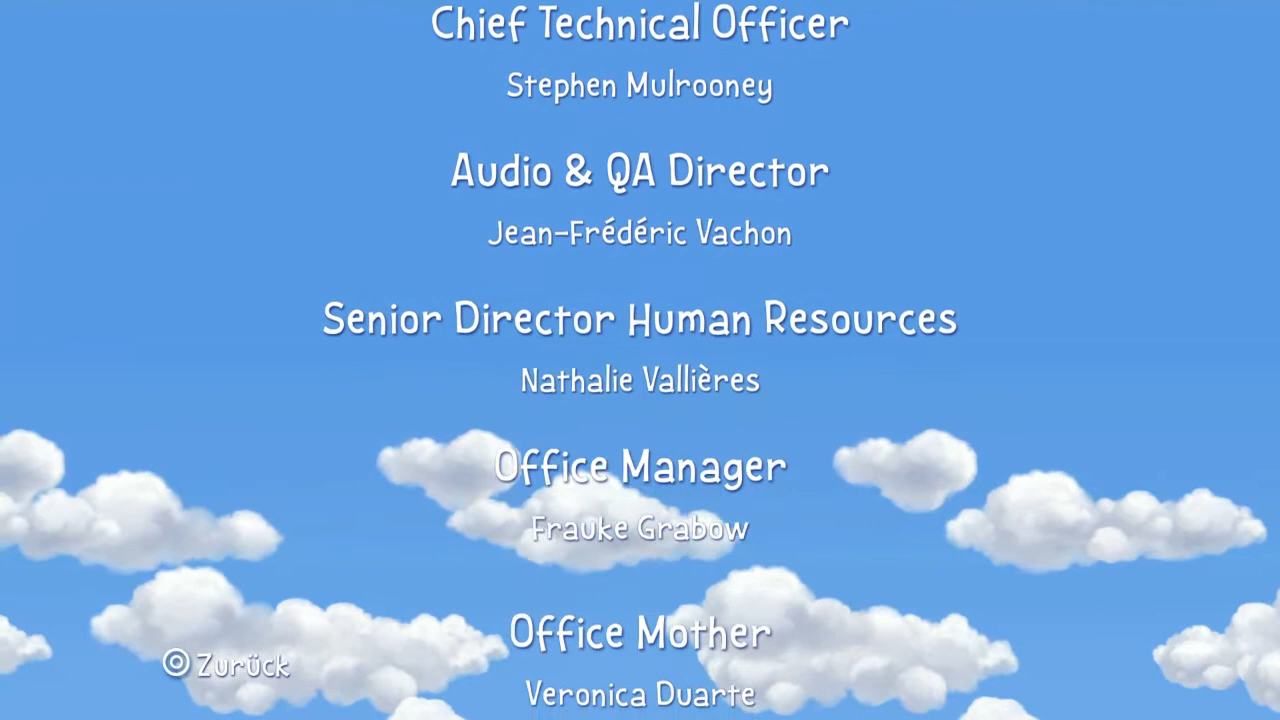 Chief Technical Officer
Stephen Mulrooney
Audio & QA Director
Jean-Frédéric Vachon
Senior Director Human Resources
Nathalie Vallières
Office Manager
Frauke Grabow
Office Mother
Zurück
Veronica Duarte